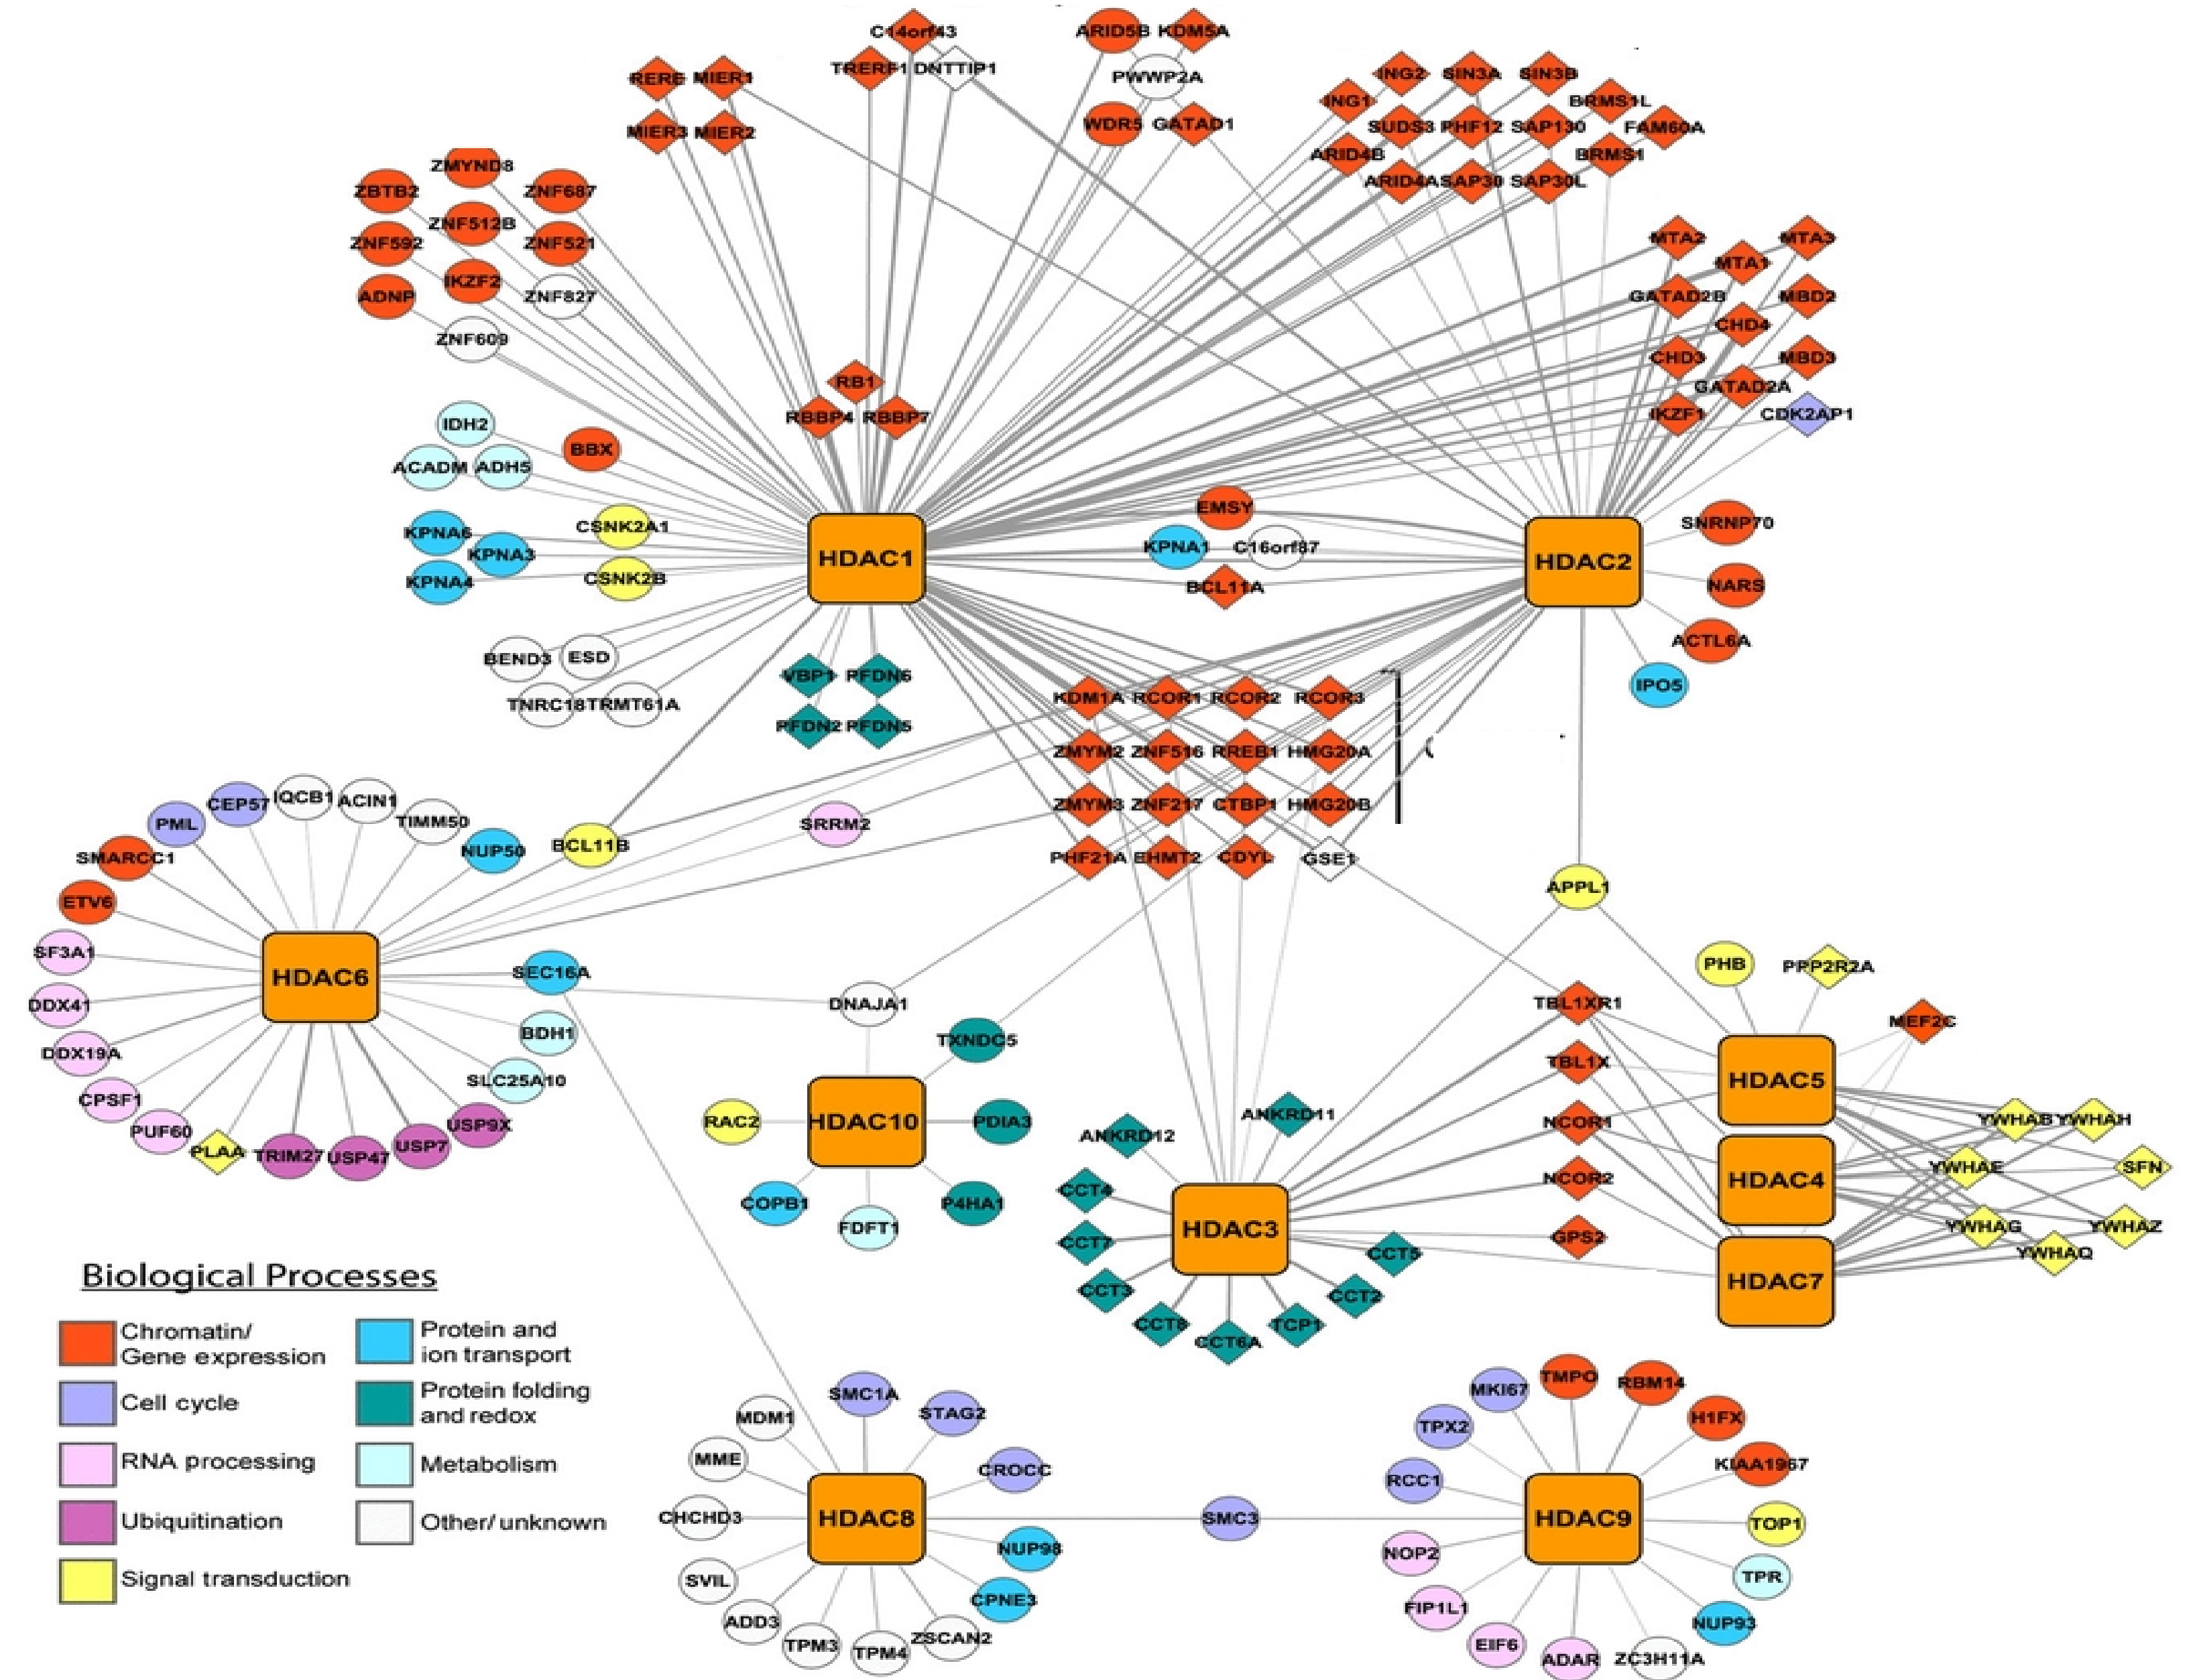 C14orf43
ARID5B KDM5A
TRERF1 DNTTIP1
PWWP2A
RERE MIER1
ING2 SIN3A SIN3B
ING1 BRMS1L
MIER3 MIER2
WDR5 GATAD1
SUDS3 PHF12 SAP130 FAM60A
ARID4B BRMS1
ARID4A SAP30 SAP30L
ZMYND8
ZBTB2 ZNF687
ZNF512B
ZNF592 ZNF521
IKZF2
ADNP ZNF827
ZNF609
MTA2 MTA3
MTA1
GATAD2B MBD2
CHD4
CHD3 MBD3
GATAD2A
IKZF1 CDK2AP1
RB1
RBBP4 RBBP7
IDH2
BBX
ACADM ADH5
KPNA6 CSNK2A1
KPNA3
KPNA4 CSNK2B
HDAC1
EMSY
KPNA1 C16orf87
BCL11A
HDAC2
SNRNP70
NARS
ACTL6A
IPO5
BEND3 ESD
TNRC18 TRMT61A
VBP1 PFDN6
PFDN2 PFDN5
KDM1A RCOR1 RCOR2 RCOR3
ZMYM2 ZNF516 RREB1 HMG20A
ZMYM3 ZNF217 CTBP1 HMG20B
PHF21A EHMT2 CDYL GSE1
SRRM2
BCL11B
APPL1
CEP57 IQCB1 ACIN1
PML TIMM50
SMARCC1 NUP50
ETV6
SF3A1
HDAC6
SEC16A
DDX41
BDH1
DDX19A
SLC25A10
CPSF1
PUF60 USP9X
PLAA TRIM27 USP47 USP7
DNAJA1
TXNDC5
RAC2 HDAC10 PDIA3
COPB1 P4HA1
FDFT1
PHB PPP2R2A
TBL1XR1
MEF2C
TBL1X
HDAC5
NCOR1
YWHAB YWHAH
HDAC4
YWHAE SFN
NCOR2
YWHAG YWHAZ
GPS2
YWHAQ
HDAC7
ANKRD11
ANKRD12
CCT4
HDAC3
CCT7 CCT5
CCT3 CCT2
CCT8 TCP1
CCT6A
Biological Processes
Chromatin/
Gene expression
Cell cycle
RNA processing
Ubiquitination
Signal transduction
Protein and
ion transport
Protein folding
and redox
Metabolism
Other/ unknown
SMC1A
MDM1 STAG2
MME CROCC
CHCHD3 HDAC8 SMC3
NUP98
SVIL
CPNE3
ADD3
TPM3 TPM4 ZSCAN2
MKI67 TMPO RBM14
TPX2 H1FX
RCC1 KIAA1967
HDAC9 TOP1
NOP2
TPR
FIP1L1
NUP93
EIF6 ADAR ZC3H11A